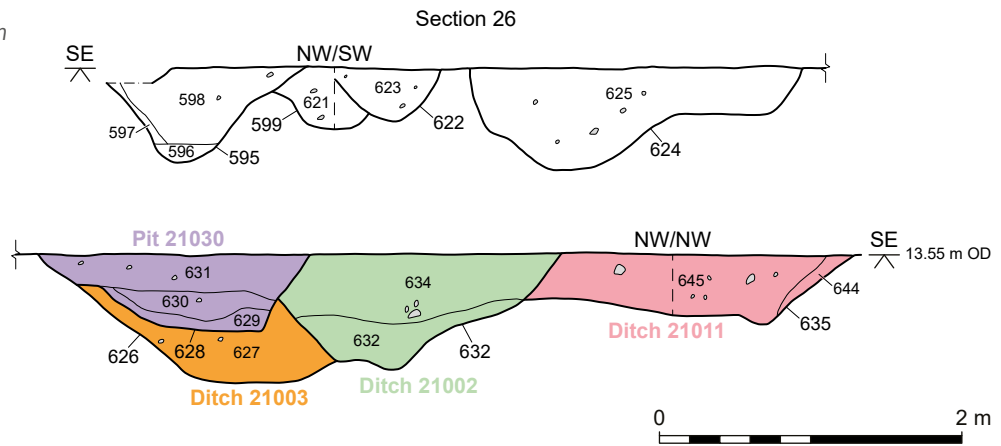 Section 26
n
SE
NW/SW
598
621
623
625
597
599
622
596
595
624
Pit 21030
NW/NW
SE
13.55 m OD
631
634
645
644
630
629
635
626
628
627
632
632
Ditch 21011
Ditch 21003
Ditch 21002
0
2 m